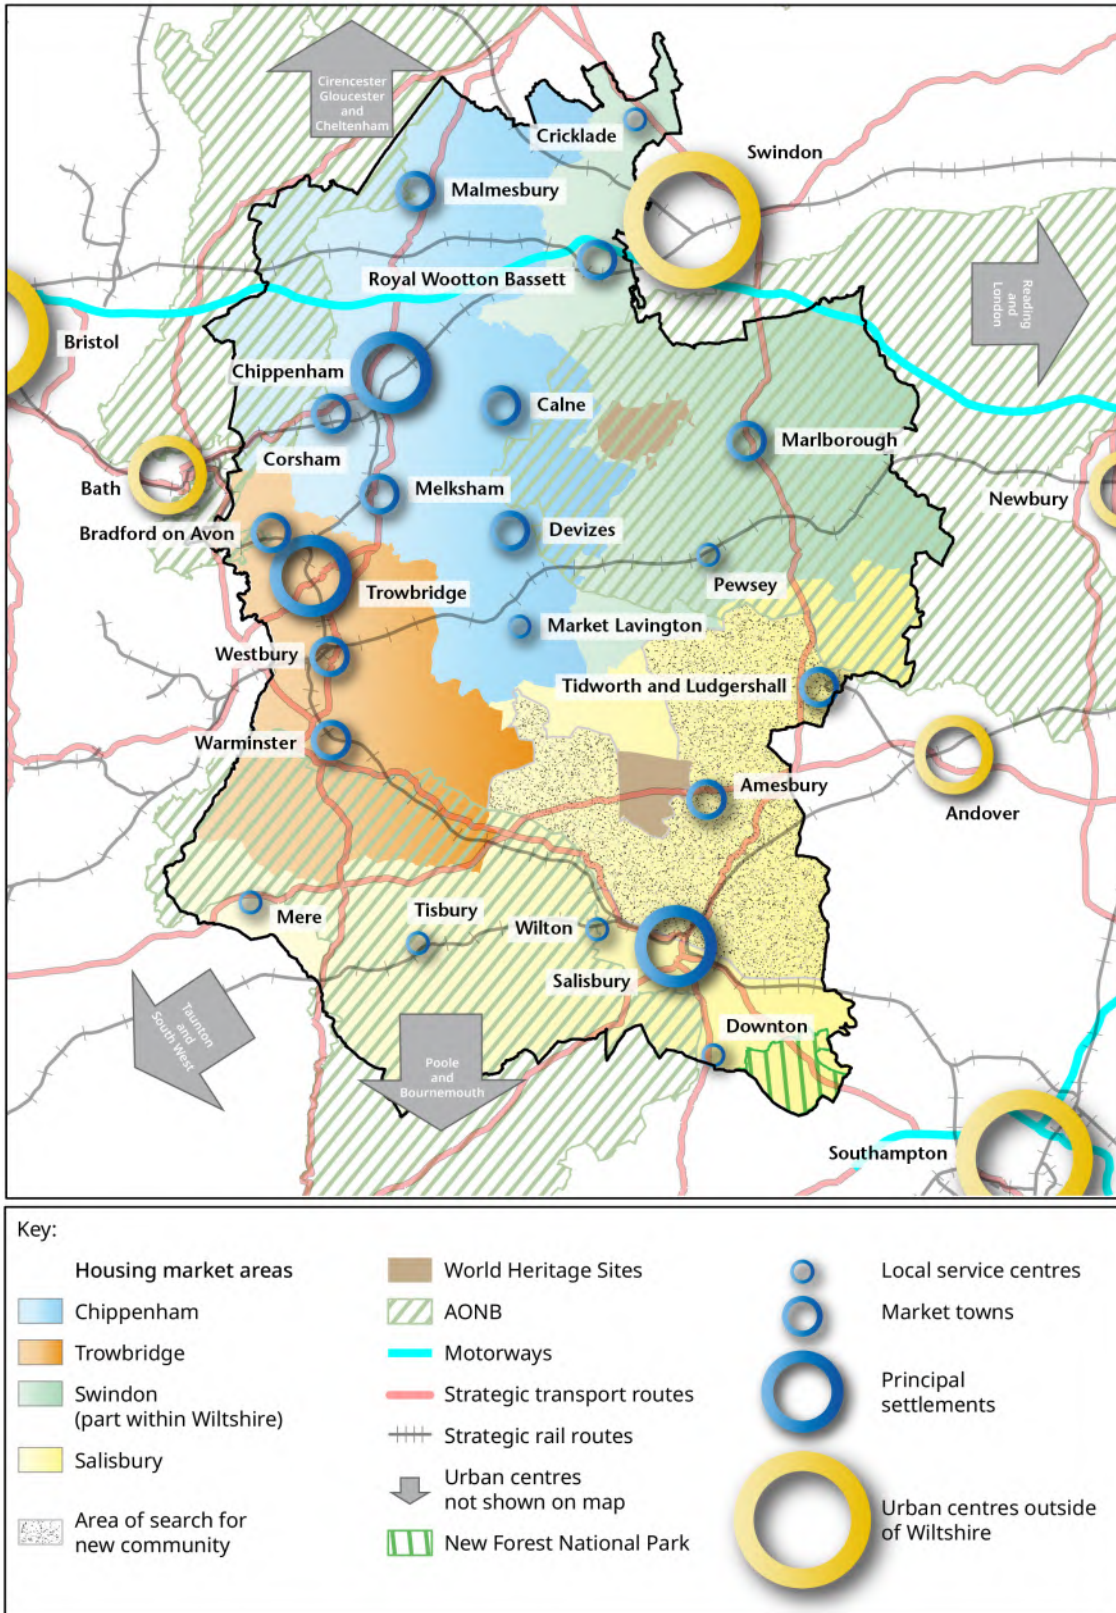 Cirencester
Gloucester
and
Cheltenham
Cricklade
Swindon
Malmesbury
Royal Wootton Bassett
Reading
and
London
Bristol
Chippenham
Calne
Marlborough
Corsham
Bath
Melksham
Newbury
Bradford on Avon
Devizes
Pewsey
Trowbridge
Market Lavington
Westbury
Tidworth and Ludgershall
Warminster
Amesbury
Andover
Mere
Tisbury
Wilton
Salisbury
Taunton
and
South West
Downton
Poole
and
Bournemouth
Southampton
Key:
Housing market areas
Chippenham
Trowbridge
Swindon
(part within Wiltshire)
Salisbury
Area of search for
new community
World Heritage Sites
AONB
Motorways
Strategic transport routes
Strategic rail routes
Urban centres
not shown on map
New Forest National Park
Local service centres
Market towns
Principal
settlements
Urban centres outside
of Wiltshire